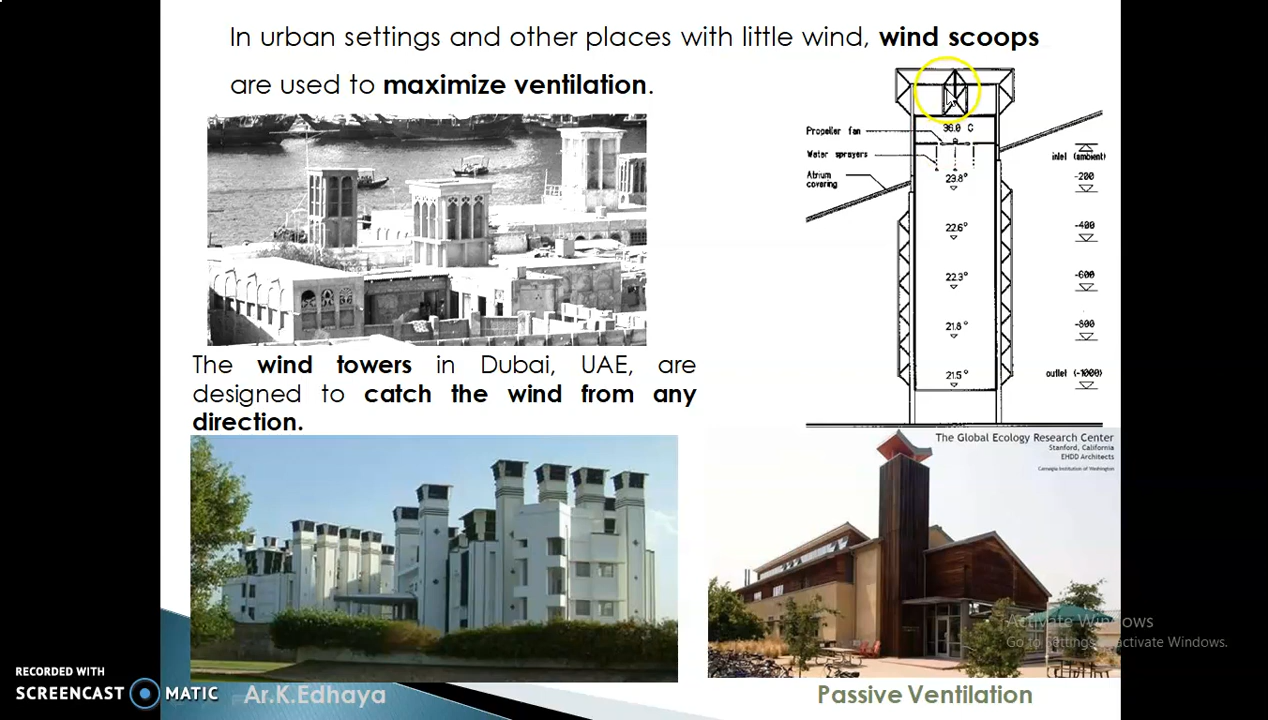 In urban settings and other places with little wind, wind scoops
are used to maximize ventilation.
Propeller fan
Water sprayers
Atrium
covering
36.0 C
23.8°
22.6°
22.3°
21.8°
21.5°
inlet (ambient)
-200
-400
-600
-800
outlet (-1000)
The wind towers in Dubai, UAE, are
designed to catch the wind from any
direction.
The Global Ecology Research Center
Stanford, California
EHDD Architects
Carnegie Institution of Washington
Activate Windows
Go to Settings to activate Windows.
RECORDED WITH
SCREENCAST MATIC
Ar.K.Edhaya
Passive Ventilation